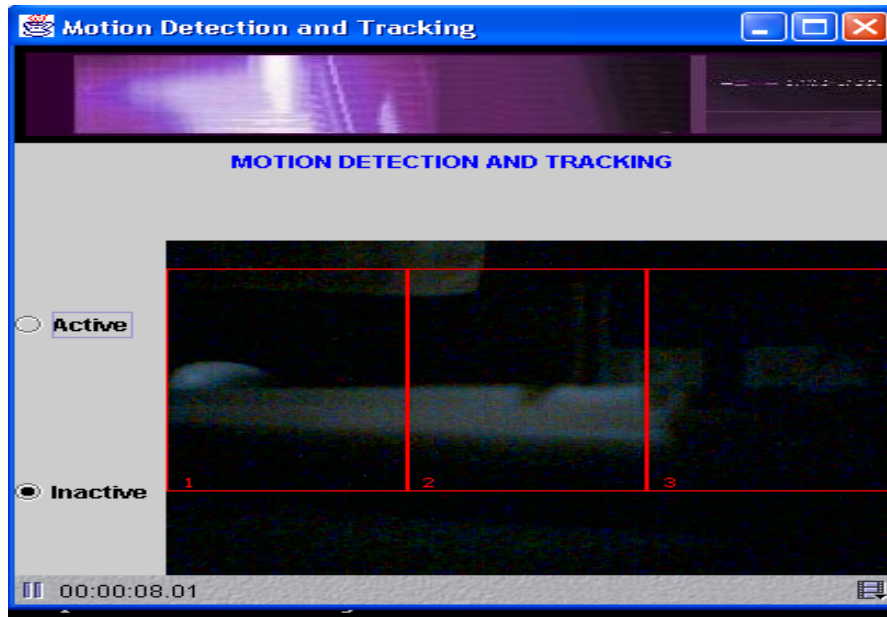 Motion Detection and Tracking
MOTION DETECTION AND TRACKING
Active
Inactive
1
2
3
00:00:08.01